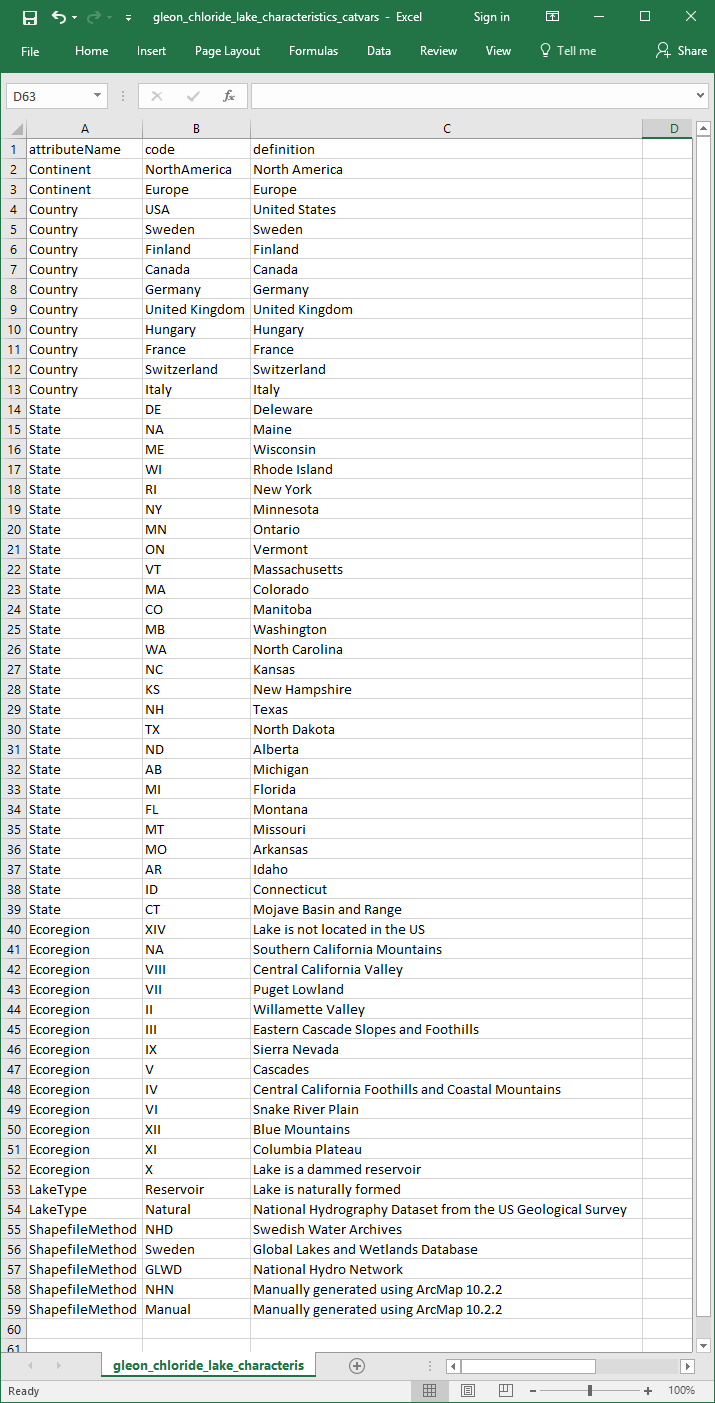 gleon_chloride_lake_characteristics_catvars - Excel Sign in
File Home Insert Page Layout Formulas Data Review View Tell me Share
D63 fx
A B C D
1 attributeName code definition
2 Continent NorthAmerica North America
3 Continent Europe Europe
4 Country USA United States
5 Country Sweden Sweden
6 Country Finland Finland
7 Country Canada Canada
8 Country Germany Germany
9 Country United Kingdom United Kingdom
10 Country Hungary Hungary
11 Country France France
12 Country Switzerland Switzerland
13 Country Italy Italy
14 State DE Deleware
15 State NA Maine
16 State ME Wisconsin
17 State WI Rhode Island
18 State RI New York
19 State NY Minnesota
20 State MN Ontario
21 State ON Vermont
22 State VT Massachusetts
23 State MA Colorado
24 State CO Manitoba
25 State MB Washington
26 State WA North Carolina
27 State NC Kansas
28 State KS New Hampshire
29 State NH Texas
30 State TX North Dakota
31 State ND Alberta
32 State AB Michigan
33 State MI Florida
34 State FL Montana
35 State MT Missouri
36 State MO Arkansas
37 State AR Idaho
38 State ID Connecticut
39 State CT Mojave Basin and Range
40 Ecoregion XIV Lake is not located in the US
41 Ecoregion NA Southern California Mountains
42 Ecoregion VIII Central California Valley
43 Ecoregion VII Puget Lowland
44 Ecoregion II Willamette Valley
45 Ecoregion III Eastern Cascade Slopes and Foothills
46 Ecoregion IX Sierra Nevada
47 Ecoregion V Cascades
48 Ecoregion IV Central California Foothills and Coastal Mountains
49 Ecoregion VI Snake River Plain
50 Ecoregion XII Blue Mountains
51 Ecoregion XI Columbia Plateau
52 Ecoregion X Lake is a dammed reservoir
53 LakeType Reservoir Lake is naturally formed
54 LakeType Natural National Hydrography Dataset from the US Geological Survey
55 ShapefileMethod NHD Swedish Water Archives
56 ShapefileMethod Sweden Global Lakes and Wetlands Database
57 ShapefileMethod GLWD National Hydro Network
58 ShapefileMethod NHN Manually generated using ArcMap 10.2.2
59 ShapefileMethod Manual Manually generated using ArcMap 10.2.2
60
61
gleon_chloride_lake_characteris
Ready 100%